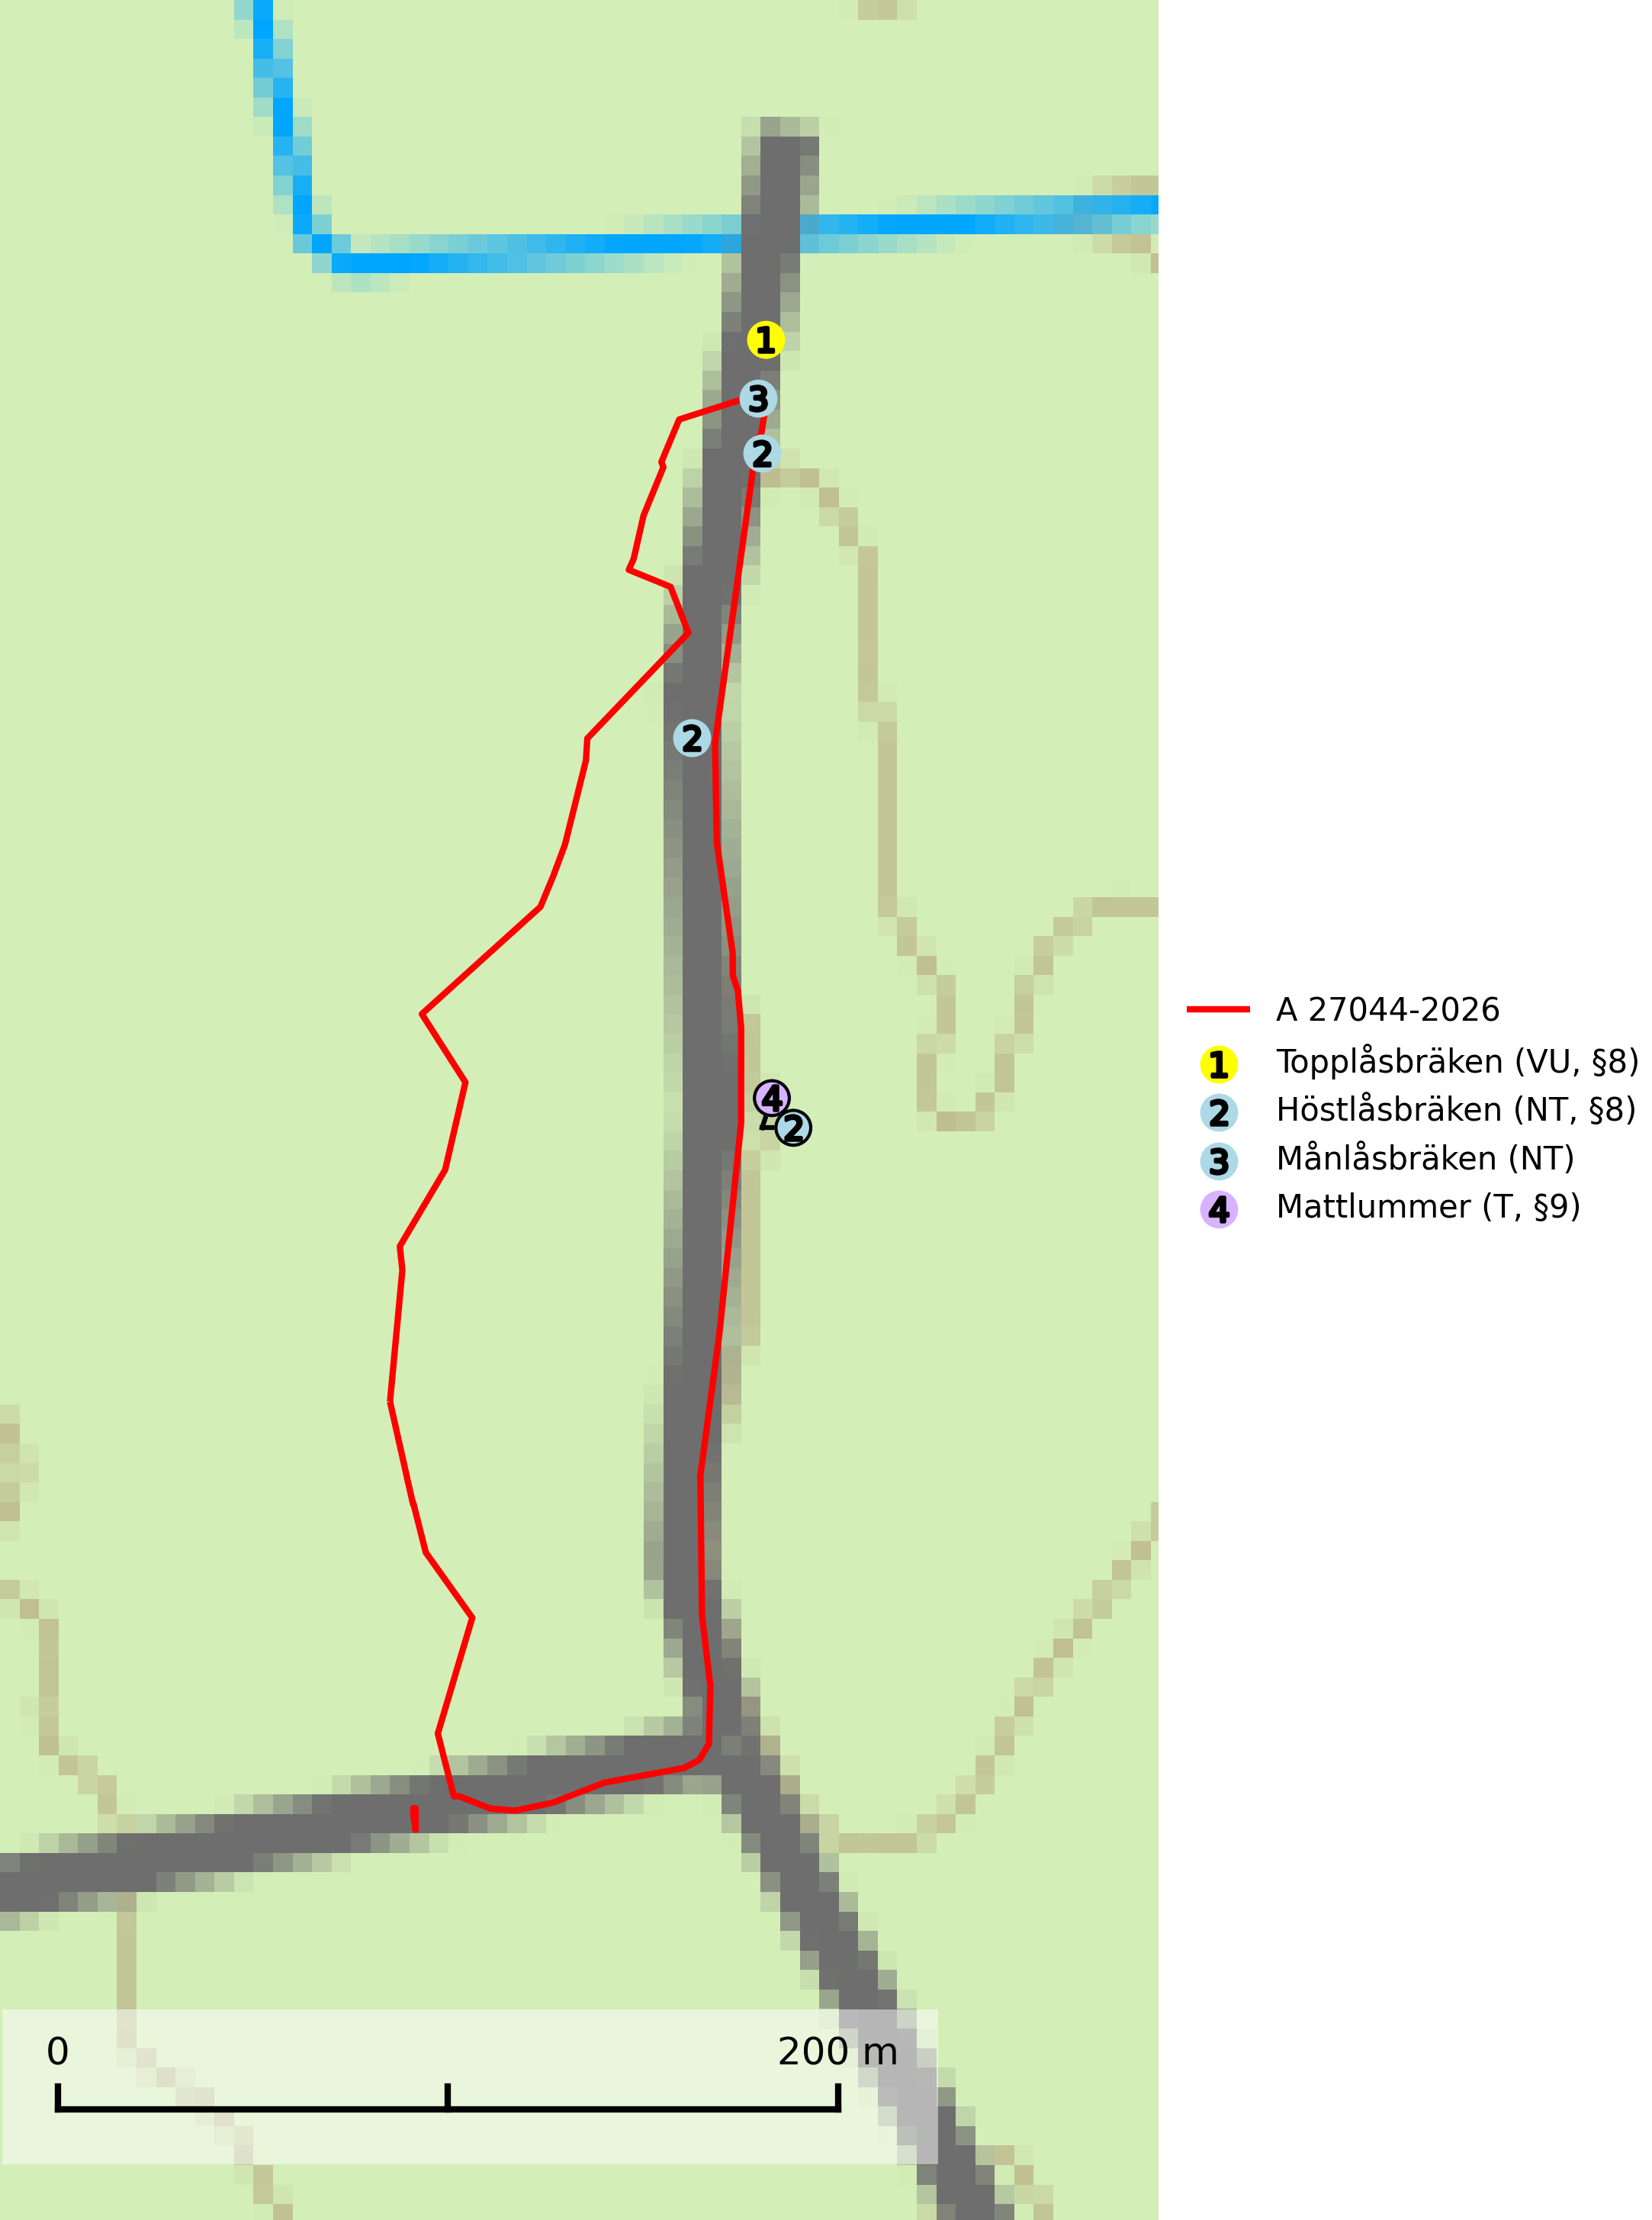 1
3
2
2
4
2
A 27044-2026
1 Topplåsbräken (VU, §8)
2 Höstlåsbräken (NT, §8)
3 Månlåsbräken (NT)
4 Mattlummer (T, §9)
0 200 m